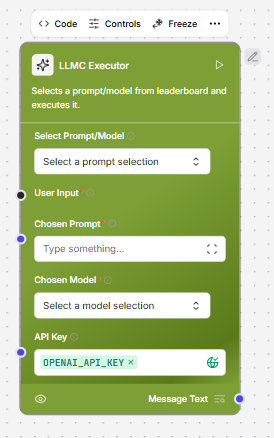 Code Controls Freeze
LLMC Executor
Selects a prompt/model from leaderboard and
executes it.
Select Prompt/Model
Select a prompt selection
User Input *
Chosen Prompt *
Type something...
Chosen Model *
Select a model selection
API Key
OPENAI_API_KEY ×
Message Text